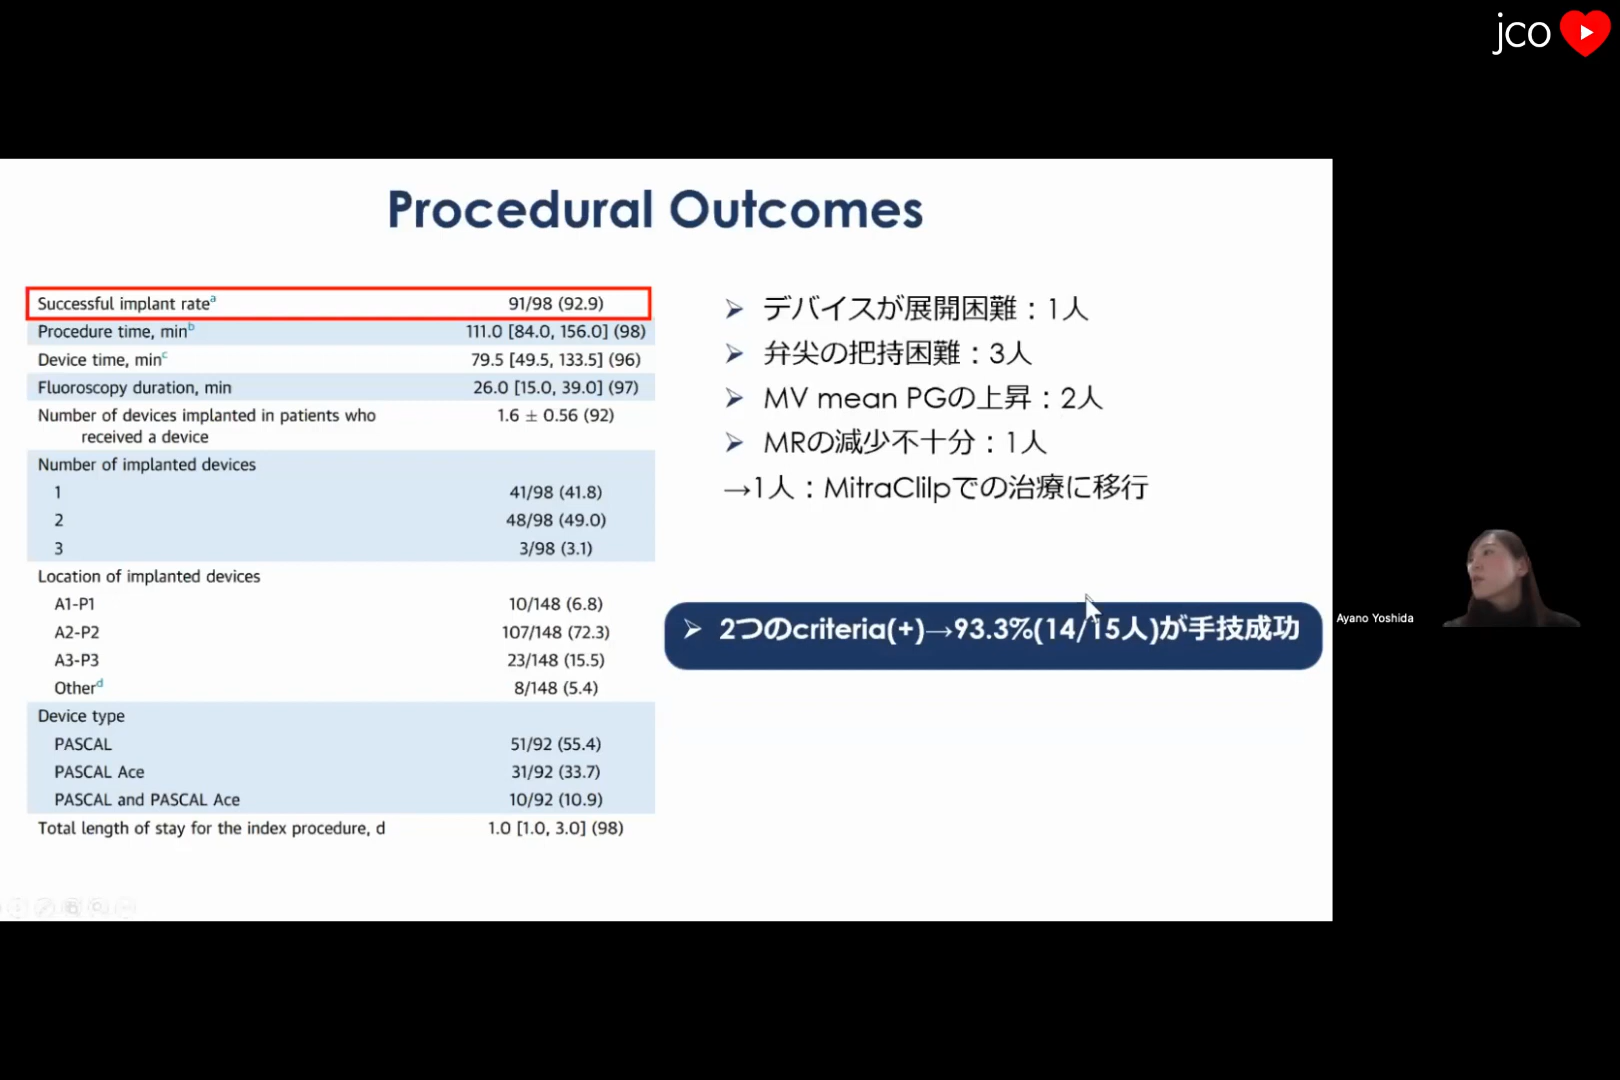 jco
Procedural Outcomes
Successful implant rateᵃ 91/98 (92.9)
Procedure time, minᵇ 111.0 [84.0, 156.0] (98)
Device time, minᶜ 79.5 [49.5, 133.5] (96)
Fluoroscopy duration, min 26.0 [15.0, 39.0] (97)
Number of devices implanted in patients who 1.6 ± 0.56 (92)
received a device
Number of implanted devices
1 41/98 (41.8)
2 48/98 (49.0)
3 3/98 (3.1)
Location of implanted devices
A1-P1 10/148 (6.8)
A2-P2 107/148 (72.3)
A3-P3 23/148 (15.5)
Otherᵈ 8/148 (5.4)
Device type
PASCAL 51/92 (55.4)
PASCAL Ace 31/92 (33.7)
PASCAL and PASCAL Ace 10/92 (10.9)
Total length of stay for the index procedure, d 1.0 [1.0, 3.0] (98)
➤ デバイスが展開困難：1人
➤ 弁尖の把持困難：3人
➤ MV mean PGの上昇：2人
➤ MRの減少不十分：1人
→1人：MitraClilpでの治療に移行
➤ 2つのcriteria(+)→93.3%(14/15人)が手技成功
Ayano Yoshida